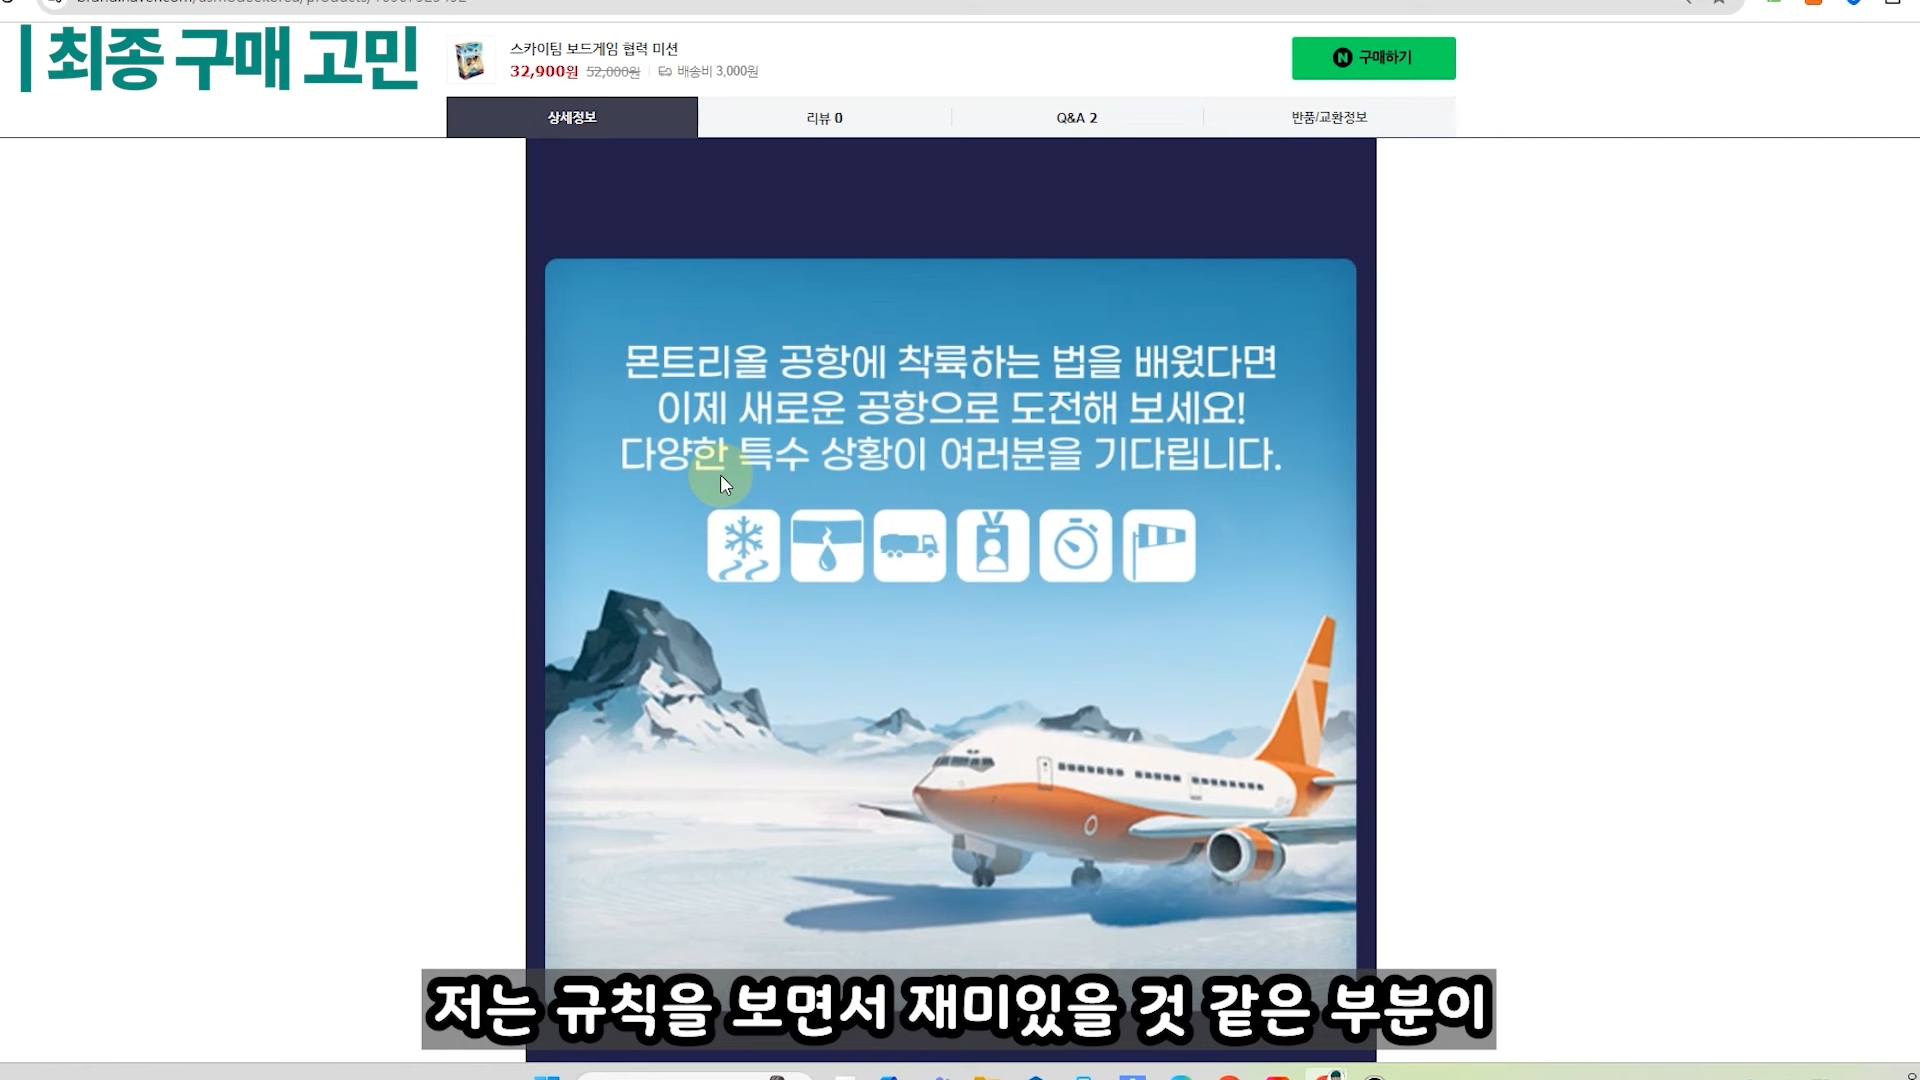 최종 구매 고민
스카이팀 보드게임 협력 미션
32,900원 52,000원 배송비 3,000원
N 구매하기
상세정보
리뷰 0
Q&A 2
반품/교환정보
몬트리올 공항에 착륙하는 법을 배웠다면
이제 새로운 공항으로 도전해 보세요!
다양한 특수 상황이 여러분을 기다립니다.
저는 규칙을 보면서 재미있을 것 같은 부분이